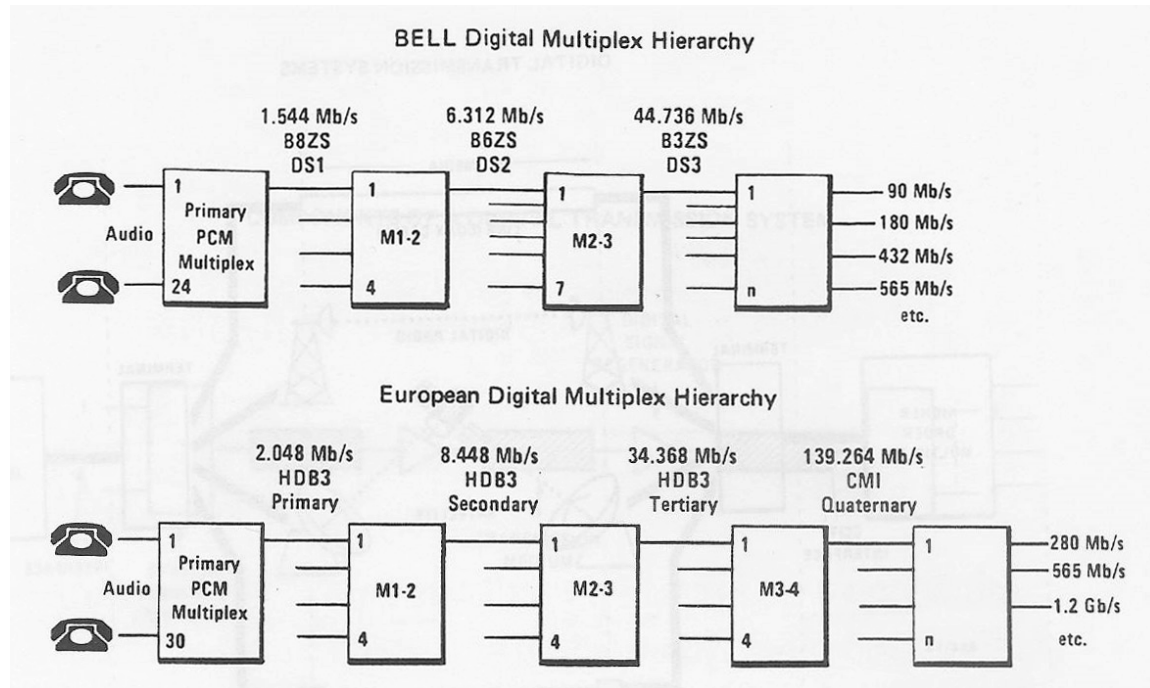 BELL Digital Multiplex Hierarchy
DIGITAL TRANSMISSION SYSTEMS
1.544 Mb/s
B8ZS
DS1
6.312 Mb/s
B6ZS
DS2
44.736 Mb/s
B3ZS
DS3
1
24
Audio
Primary
PCM
Multiplex
1
4
M1-2
1
7
M2-3
1
n
90 Mb/s
180 Mb/s
432 Mb/s
565 Mb/s
etc.
European Digital Multiplex Hierarchy
2.048 Mb/s
HDB3
Primary
8.448 Mb/s
HDB3
Secondary
34.368 Mb/s
HDB3
Tertiary
139.264 Mb/s
CMI
Quaternary
1
30
Audio
Primary
PCM
Multiplex
1
4
M1-2
1
4
M2-3
1
4
M3-4
1
n
280 Mb/s
565 Mb/s
1.2 Gb/s
etc.